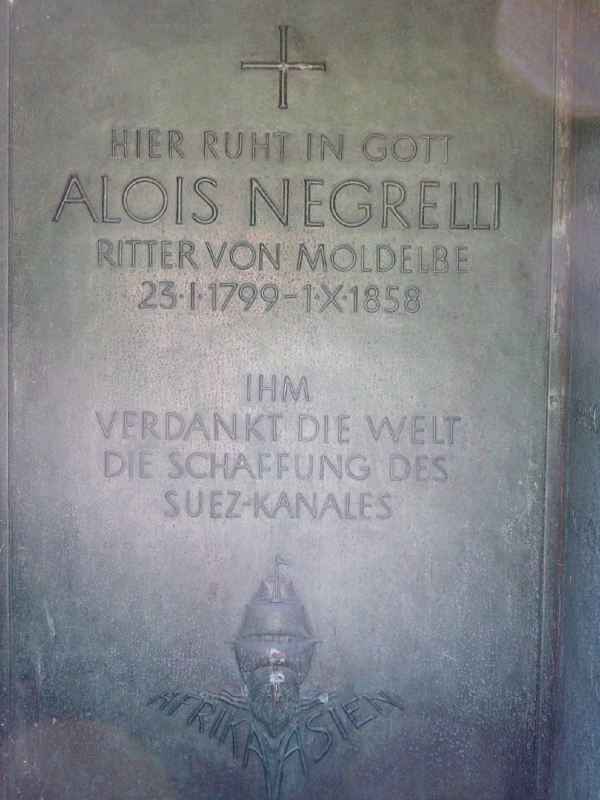 HIER RUHT IN GOTT
ALOIS NEGRELLI
RITTER VON MOLDELBE
23·I·1799–1·X·1858
IHM
VERDANKT DIE WELT
DIE SCHAFFUNG DES
SUEZ-KANALES
AFRIKA ASIEN